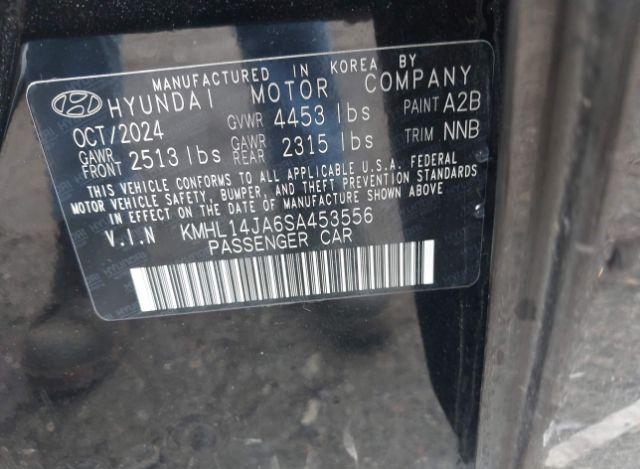 MANUFACTURED IN KOREA BY
HYUNDAI MOTOR COMPANY
OCT/2024 GVWR 4453 lbs PAINT A2B
GAWR FRONT 2513 lbs GAWR REAR 2315 lbs TRIM NNB
THIS VEHICLE CONFORMS TO ALL APPLICABLE U.S.A. FEDERAL
MOTOR VEHICLE SAFETY, BUMPER, AND THEFT PREVENTION STANDARDS
IN EFFECT ON THE DATE OF MANUFACTURE SHOWN ABOVE
V.I.N KMHL14JA6SA453556
PASSENGER CAR